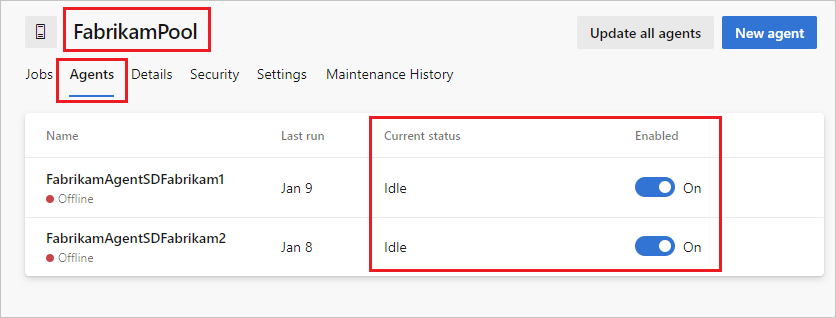 FabrikamPool
Update all agents
New agent
Jobs Agents Details Security Settings Maintenance History
Name Last run Current status Enabled
FabrikamAgentSDFabrikam1
Offline
Jan 9 Idle On
FabrikamAgentSDFabrikam2
Offline
Jan 8 Idle On